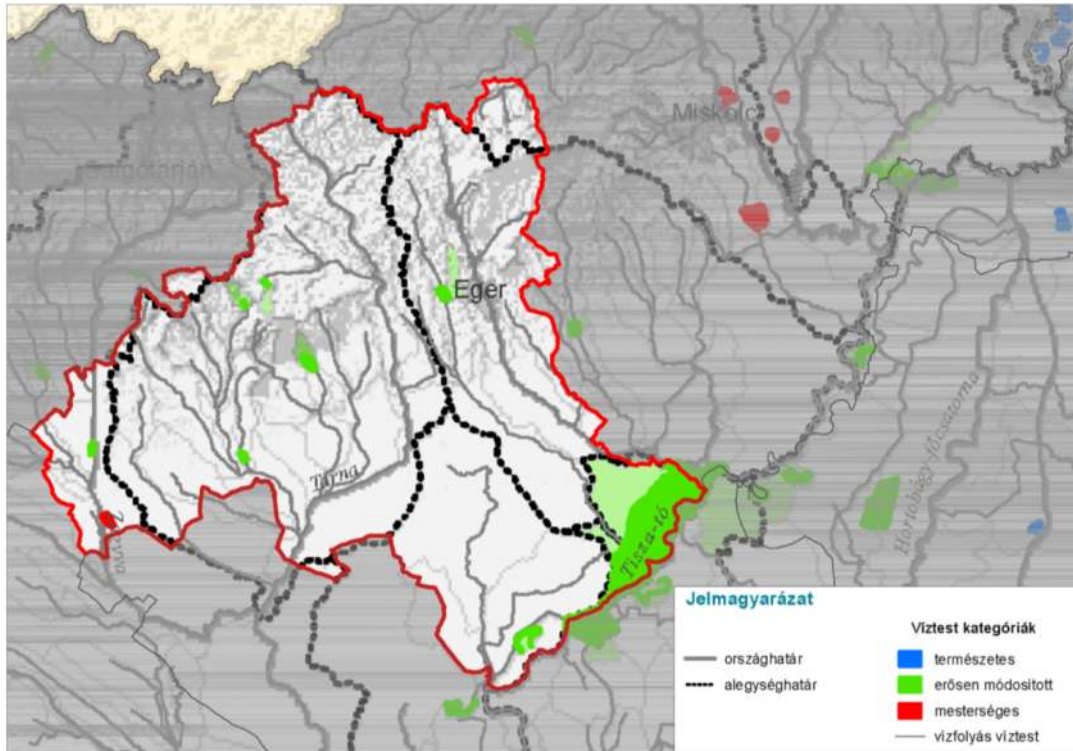 Miskolc
Eger
Tarna
Zagyva
Tisza-tó
Hortobágy-főcsatorna
Jelmagyarázat
Víztest kategóriák
országhatár
alegységhatár
természetes
erősen módosított
mesterséges
vízfolyás víztest